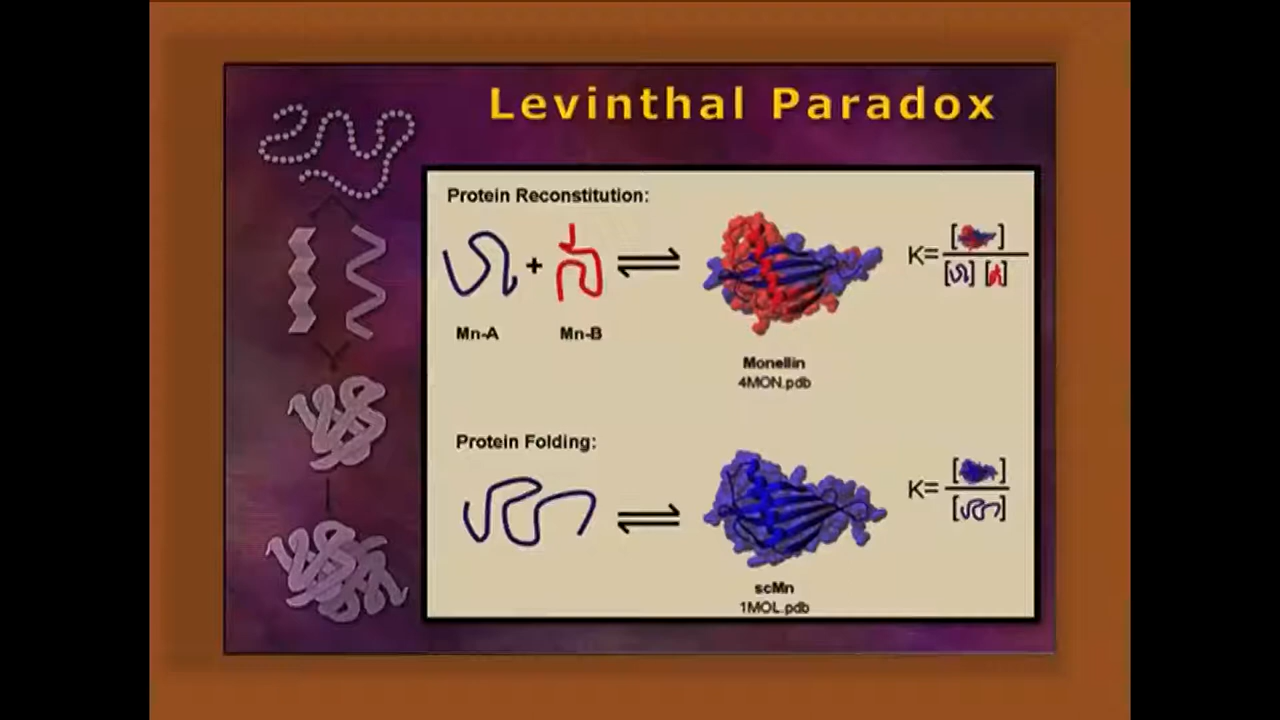 Levinthal Paradox
Protein Reconstitution:
+
K=
[ ]
[ ] [ ]
Mn-A
Mn-B
Monellin
4MON.pdb
Protein Folding:
K=
[ ]
[ ]
scMn
1MOL.pdb